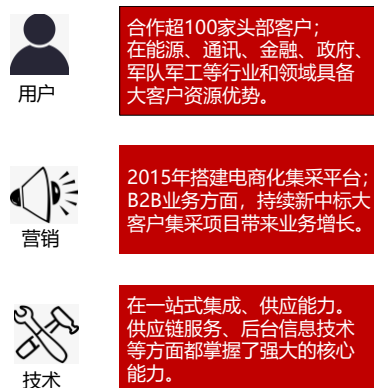 合作超100家头部客户；
在能源、通讯、金融、政府、
军队军工等行业和领域具备
大客户资源优势。
用户
2015年搭建电商化集采平台；
B2B业务方面，持续新中标大
客户集采项目带来业务增长。
营销
在一站式集成、供应能力。
供应链服务、后台信息技术
等方面都掌握了强大的核心
能力。
技术